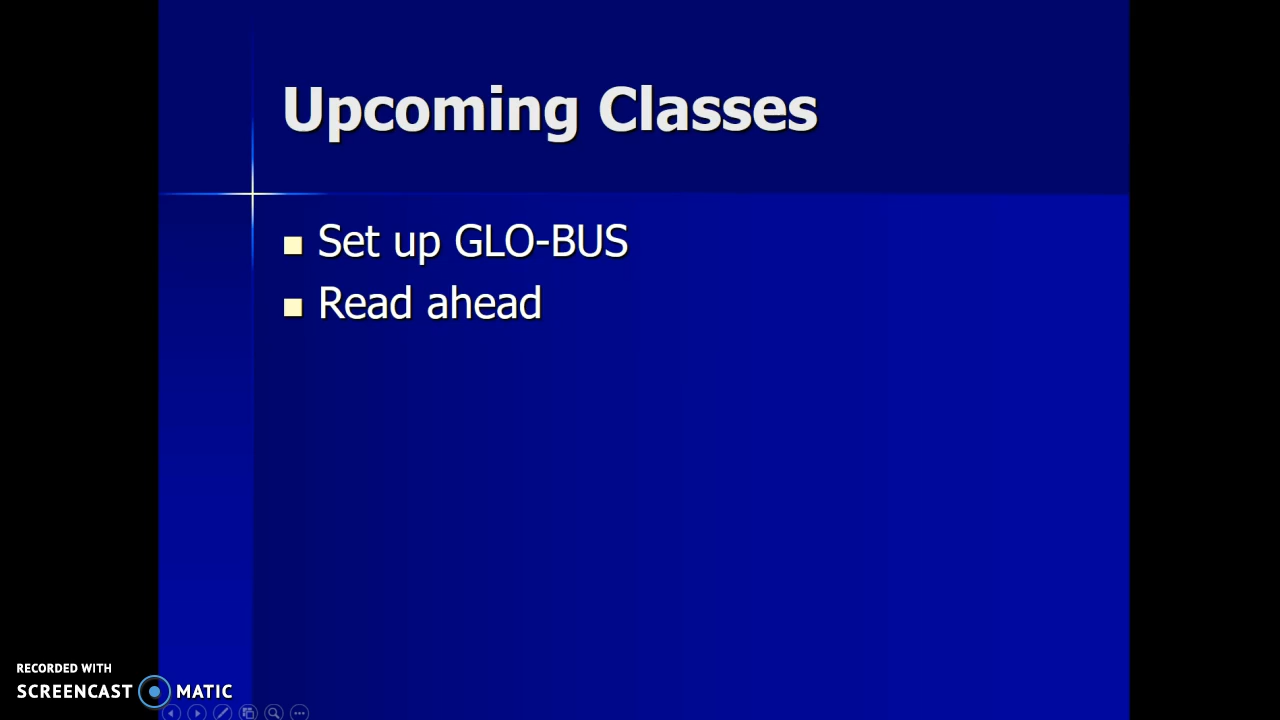 Upcoming Classes
Set up GLO-BUS
Read ahead
RECORDED WITH
SCREENCAST MATIC